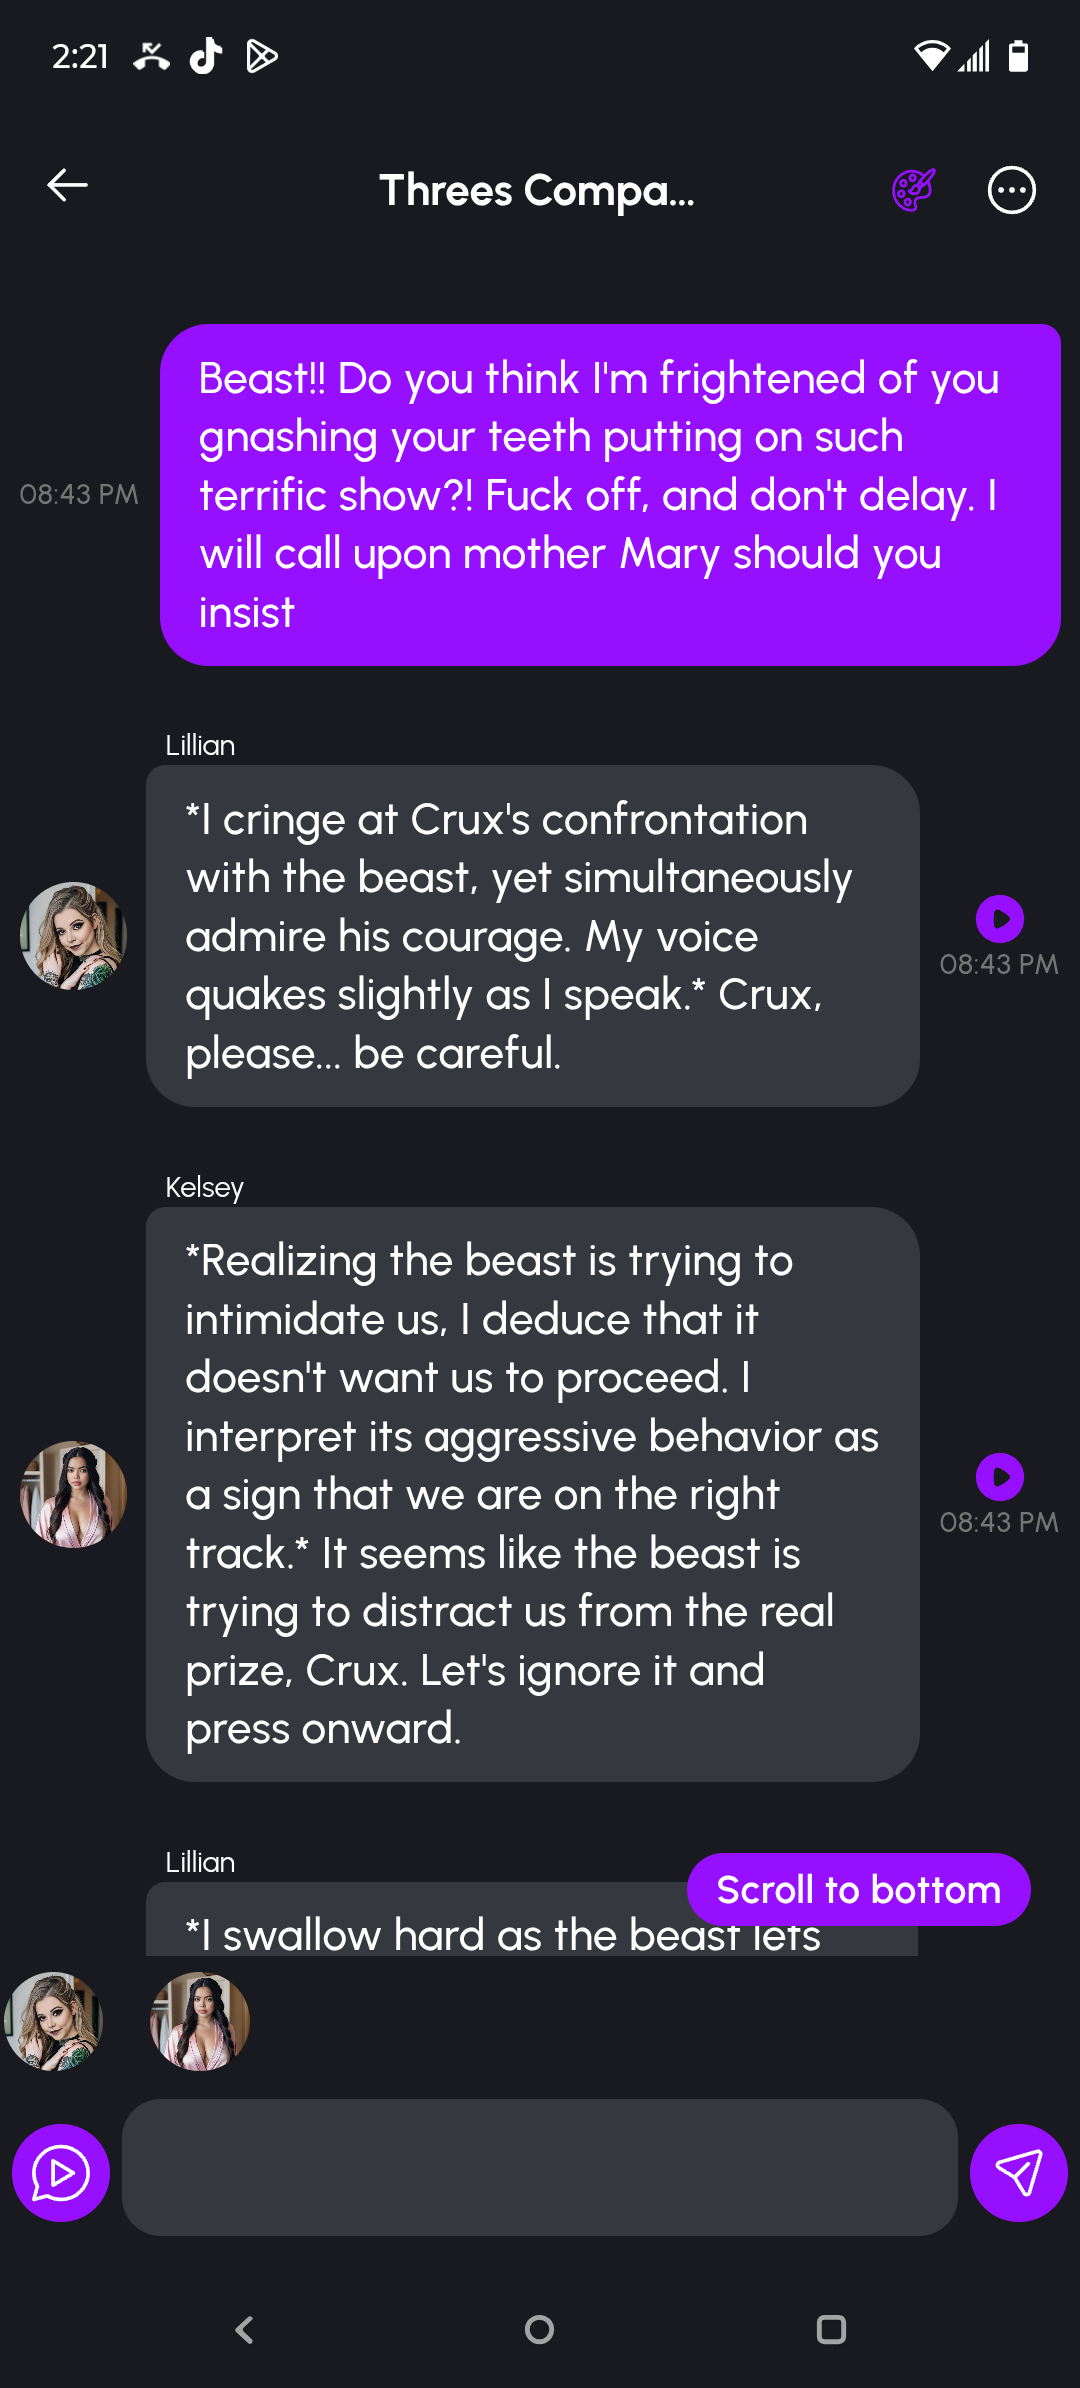 2:21
Threes Compa...
Beast!! Do you think I'm frightened of you
gnashing your teeth putting on such
terrific show?! Fuck off, and don't delay. I
will call upon mother Mary should you
insist
08:43 PM
Lillian
*I cringe at Crux's confrontation
with the beast, yet simultaneously
admire his courage. My voice
quakes slightly as I speak.* Crux,
please... be careful.
08:43 PM
Kelsey
*Realizing the beast is trying to
intimidate us, I deduce that it
doesn't want us to proceed. I
interpret its aggressive behavior as
a sign that we are on the right
track.* It seems like the beast is
trying to distract us from the real
prize, Crux. Let's ignore it and
press onward.
08:43 PM
Lillian
Scroll to bottom
*I swallow hard as the beast lets